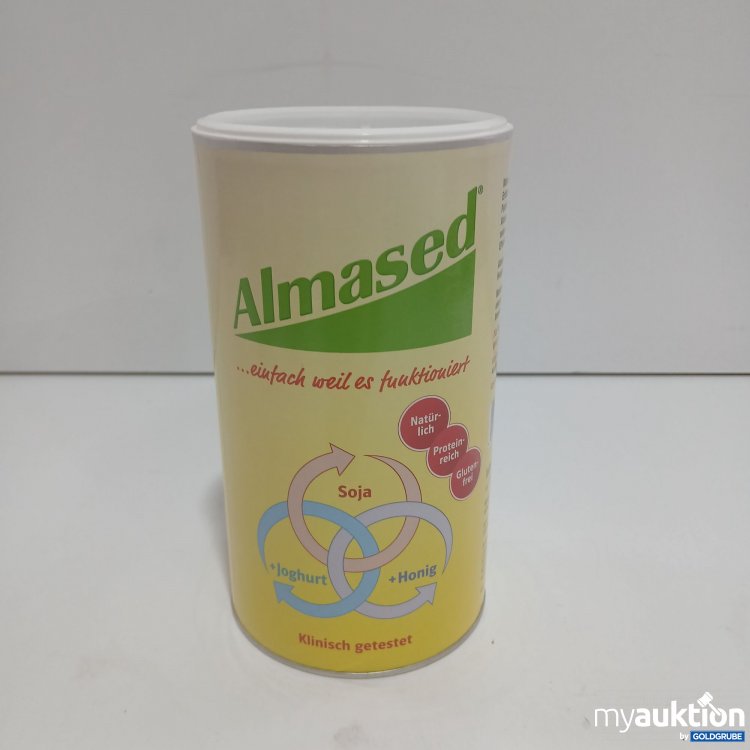 Almased®
...einfach weil es funktioniert
Natür-
lich
Protein-
reich
Gluten-
frei
Soja
+Joghurt
+Honig
Klinisch getestet
myauktion
by GOLDGRUBE